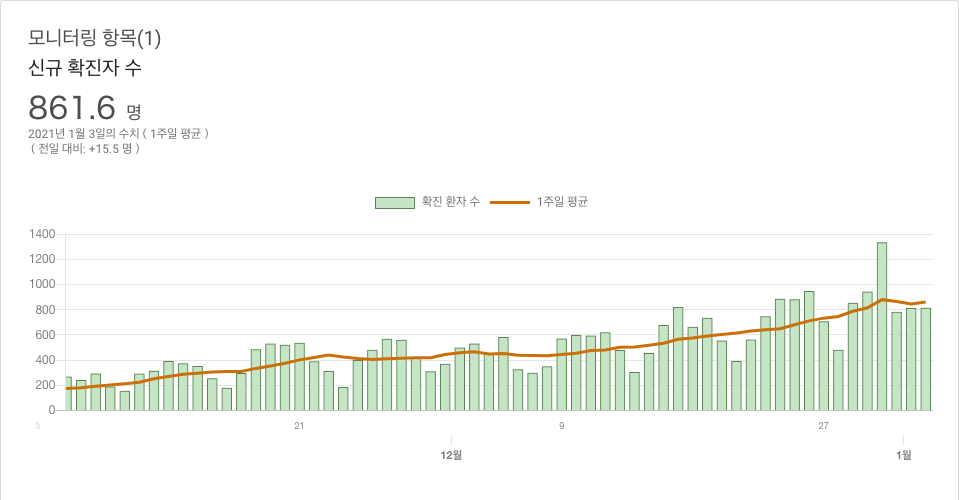 모니터링 항목(1)
신규 확진자 수
861.6 명
2021년 1월 3일의 수치 ( 1주일 평균 )
( 전일 대비: +15.5 명 )
확진 환자 수 1주일 평균
1400
1200
1000
800
600
400
200
0
3 21 9 27
12월 1월